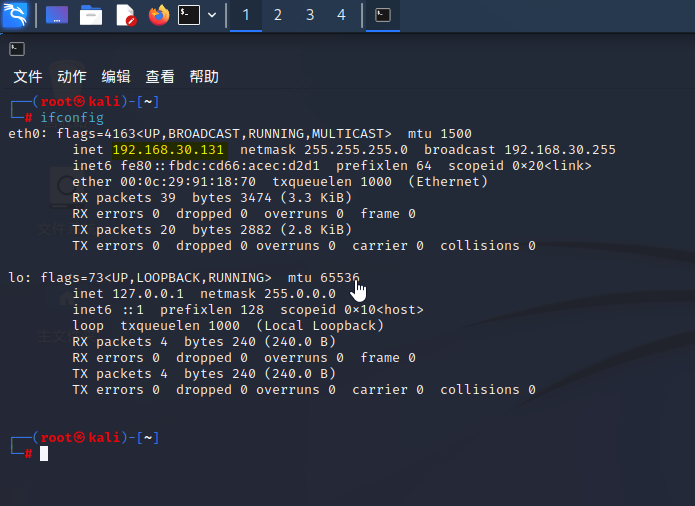 1 2 3 4
文件 动作 编辑 查看 帮助
┌──(root㉿kali)-[~]
└─# ifconfig
eth0: flags=4163<UP,BROADCAST,RUNNING,MULTICAST>  mtu 1500
        inet 192.168.30.131  netmask 255.255.255.0  broadcast 192.168.30.255
        inet6 fe80::fbdc:cd66:acec:d2d1  prefixlen 64  scopeid 0×20<link>
        ether 00:0c:29:91:18:70  txqueuelen 1000  (Ethernet)
        RX packets 39  bytes 3474 (3.3 KiB)
        RX errors 0  dropped 0  overruns 0  frame 0
        TX packets 20  bytes 2882 (2.8 KiB)
        TX errors 0  dropped 0 overruns 0  carrier 0  collisions 0
lo: flags=73<UP,LOOPBACK,RUNNING>  mtu 65536
        inet 127.0.0.1  netmask 255.0.0.0
        inet6 ::1  prefixlen 128  scopeid 0×10<host>
        loop  txqueuelen 1000  (Local Loopback)
        RX packets 4  bytes 240 (240.0 B)
        RX errors 0  dropped 0  overruns 0  frame 0
        TX packets 4  bytes 240 (240.0 B)
        TX errors 0  dropped 0 overruns 0  carrier 0  collisions 0
┌──(root㉿kali)-[~]
└─#